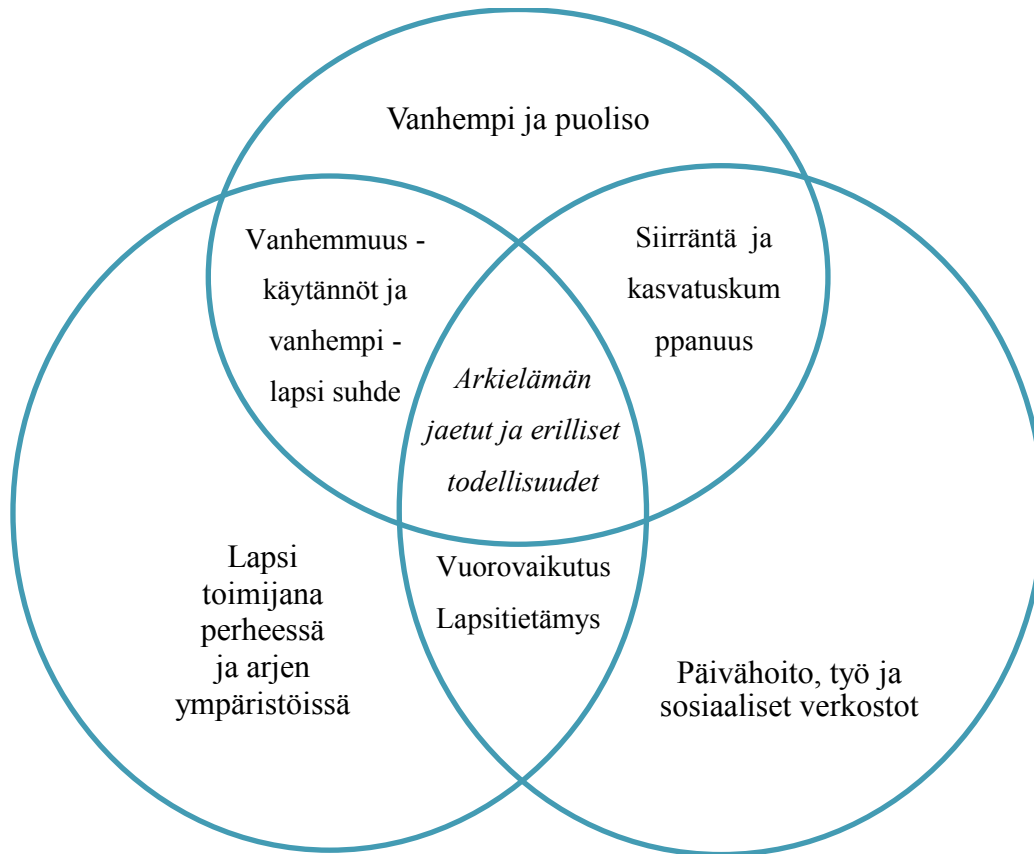 Vanhempi ja puoliso
Vanhemmuus -
käytännöt ja
vanhempi -
lapsi suhde
Siirräntä ja
kasvatuskum
ppanuus
Arkielämän
jaetut ja erilliset
todellisuudet
Lapsi
toimijana
perheessä
ja arjen
ympäristöissä
Vuorovaikutus
Lapsitietämys
Päivähoito, työ ja
sosiaaliset verkostot